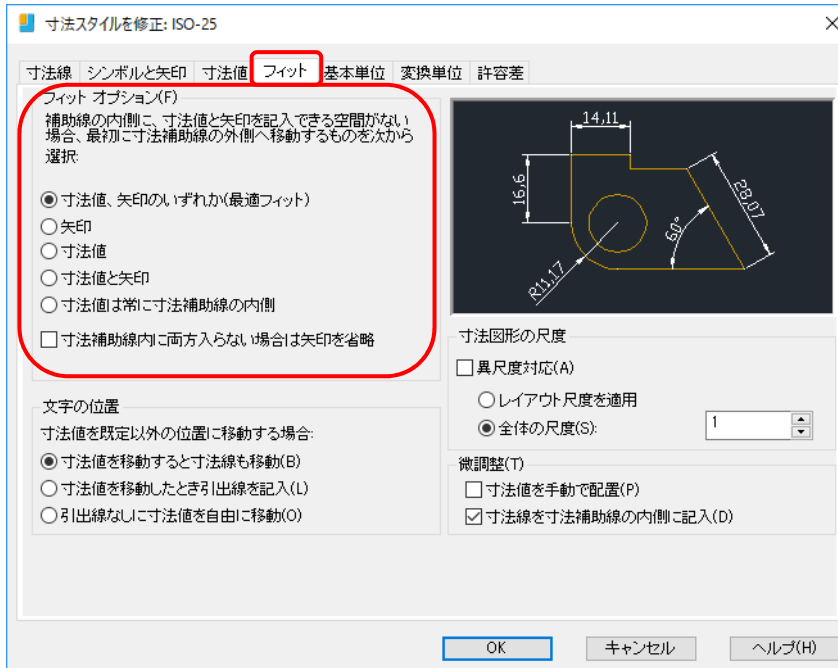 寸法スタイルを修正: ISO-25
寸法線 シンボルと矢印 寸法値 フィット 基本単位 変換単位 許容差
フィット オプション(F)
補助線の内側に、寸法値と矢印を記入できる空間がない
場合、最初に寸法補助線の外側へ移動するものを次から
選択:
寸法値、矢印のいずれか(最適フィット)
矢印
寸法値
寸法値と矢印
寸法値は常に寸法補助線の内側
寸法補助線内に両方入らない場合は矢印を省略
文字の位置
寸法値を既定以外の位置に移動する場合:
寸法値を移動すると寸法線も移動(B)
寸法値を移動したとき引出線を記入(L)
引出線なしに寸法値を自由に移動(O)
14,11
16,6
28,07
60°
R11,17
寸法図形の尺度
異尺度対応(A)
レイアウト尺度を適用
全体の尺度(S): 1
微調整(T)
寸法値を手動で配置(P)
寸法線を寸法補助線の内側に記入(D)
OK キャンセル ヘルプ(H)